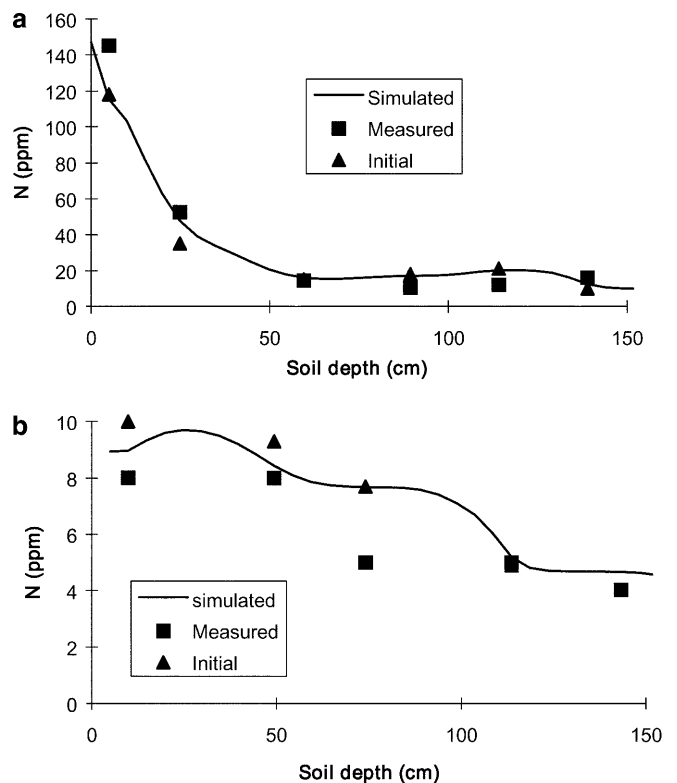 a
160
140
120
100
80
60
40
20
0
N (ppm)
Simulated
Measured
Initial
0 50 100 150
Soil depth (cm)
b
10
8
6
4
2
0
N (ppm)
simulated
Measured
Initial
0 50 100 150
Soil depth (cm)